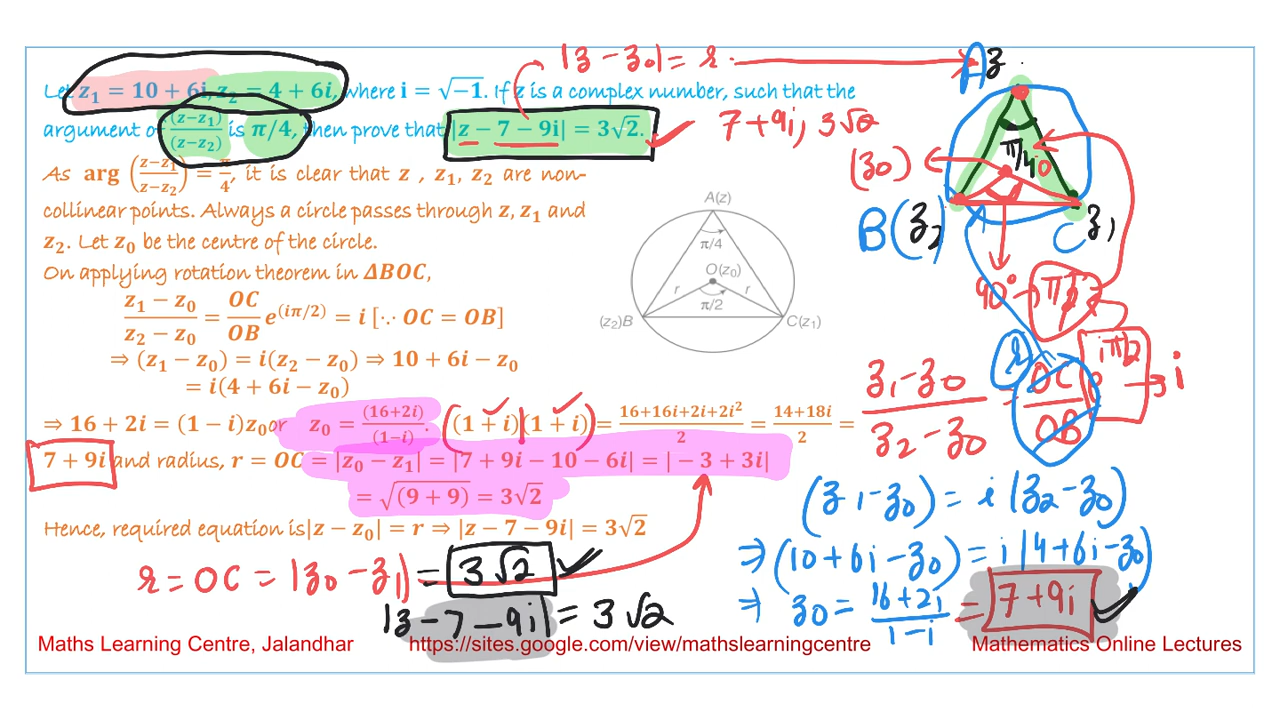 Let z₁ = 10 + 6i, z₂ = 4 + 6i, where i = √−1. If z is a complex number, such that the
argument of (z−z₁)/(z−z₂) is π/4, then prove that |z − 7 − 9i| = 3√2.
|z − z0| = r
7+9i, 3√2
As arg ((z−z₁)/(z−z₂)) = π/4, it is clear that z , z₁, z₂ are non-
collinear points. Always a circle passes through z, z₁ and
z₂. Let z₀ be the centre of the circle.
On applying rotation theorem in ΔBOC,
(z₁ − z₀)/(z₂ − z₀) = OC/OB e^(iπ/2) = i [∵ OC = OB]
⇒ (z₁ − z₀) = i(z₂ − z₀) ⇒ 10 + 6i − z₀
= i(4 + 6i − z₀)
⇒ 16 + 2i = (1 − i)z₀ or z₀ = (16+2i)/(1−i) . (1 + i)|(1 + i) = (16+16i+2i+2i²)/2 = (14+18i)/2 =
7 + 9i and radius, r = OC = |z₀ − z₁| = |7 + 9i − 10 − 6i| = |−3 + 3i|
= √(9 + 9) = 3√2
Hence, required equation is |z − z₀| = r ⇒ |z − 7 − 9i| = 3√2
r = OC = |z0 − z1| = 3√2
|z − 7 − 9i| = 3√2
A(z)
π/4
O(z₀)
r
π/2
r
(z₂)B
C(z₁)
A z
π/4
O
(z0)
B(z2)
C z1
90° → π/2
z1−z0/z2−z0 = OC/OB e^iπ/2 → i
r
(z1−z0) = i(z2−z0)
⇒ (10+6i−z0) = i(4+6i−z0)
⇒ z0 = 16+2i/1−i = 7+9i
Maths Learning Centre, Jalandhar
https://sites.google.com/view/mathslearningcentre
Mathematics Online Lectures